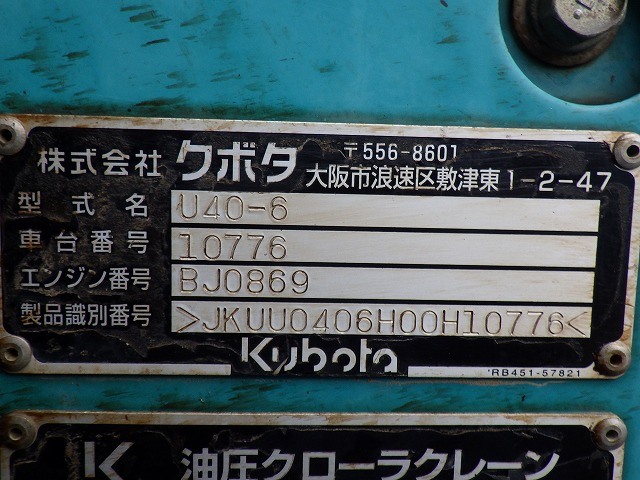 株式会社 クボタ 〒556-8601
大阪市浪速区敷津東1-2-47
型式名 U40-6
車台番号 10776
エンジン番号 BJ0869
製品識別番号 >JKUU0406H00H10776<
Kubota
RB451-57821
K 油圧クローラクレーン